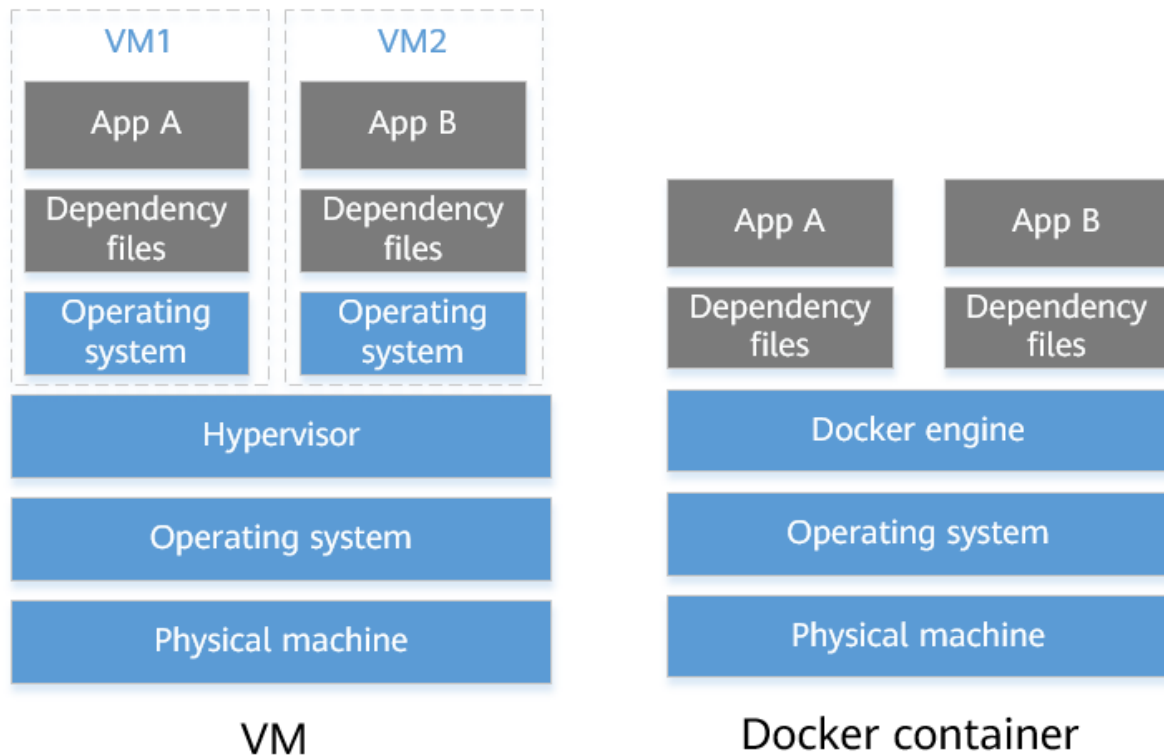 VM1
VM2
App A
App B
Dependency
files
Dependency
files
Operating
system
Operating
system
Hypervisor
Operating system
Physical machine
VM
App A
App B
Dependency
files
Dependency
files
Docker engine
Operating system
Physical machine
Docker container